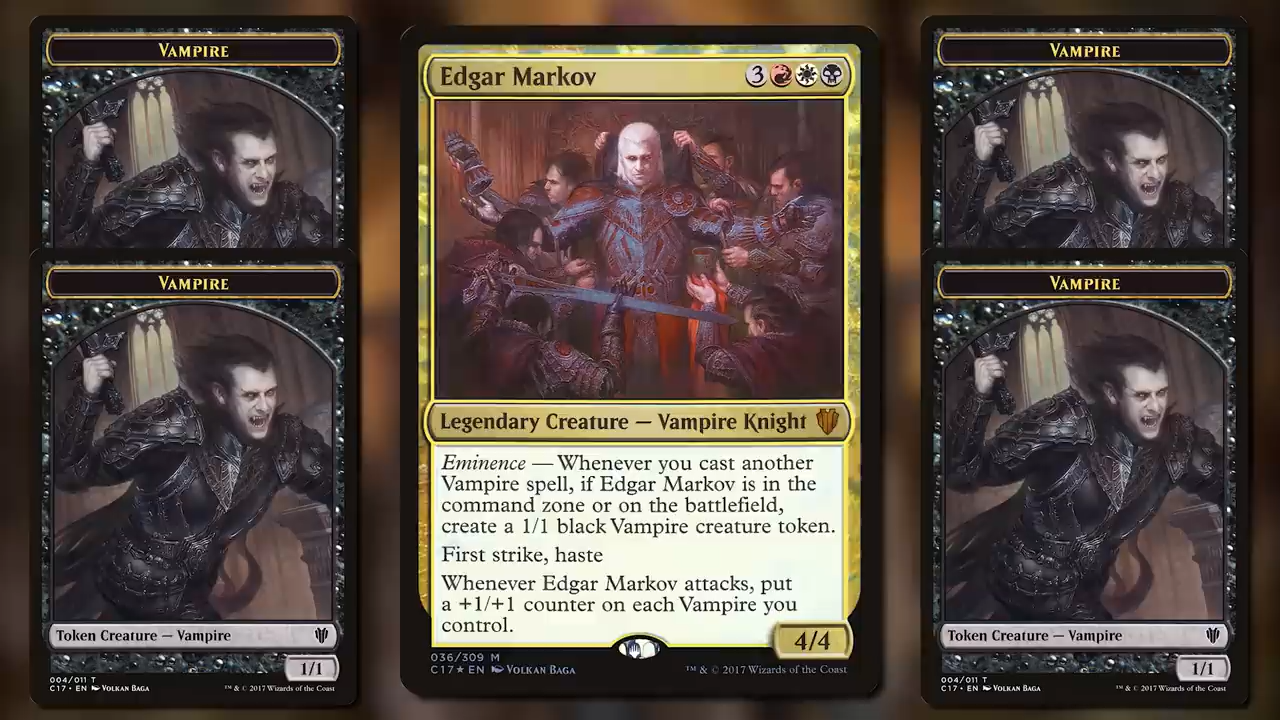 VAMPIRE
VAMPIRE
Token Creature — Vampire
1/1
004/011 T
C17 • EN VOLKAN BAGA
™ & © 2017 Wizards of the Coast
Edgar Markov
3
Legendary Creature — Vampire Knight
Eminence — Whenever you cast another
Vampire spell, if Edgar Markov is in the
command zone or on the battlefield,
create a 1/1 black Vampire creature token.
First strike, haste
Whenever Edgar Markov attacks, put
a +1/+1 counter on each Vampire you
control.
4/4
036/309 M
C17 ★ EN VOLKAN BAGA
™ & © 2017 Wizards of the Coast
VAMPIRE
VAMPIRE
Token Creature — Vampire
1/1
004/011 T
C17 • EN VOLKAN BAGA
™ & © 2017 Wizards of the Coast